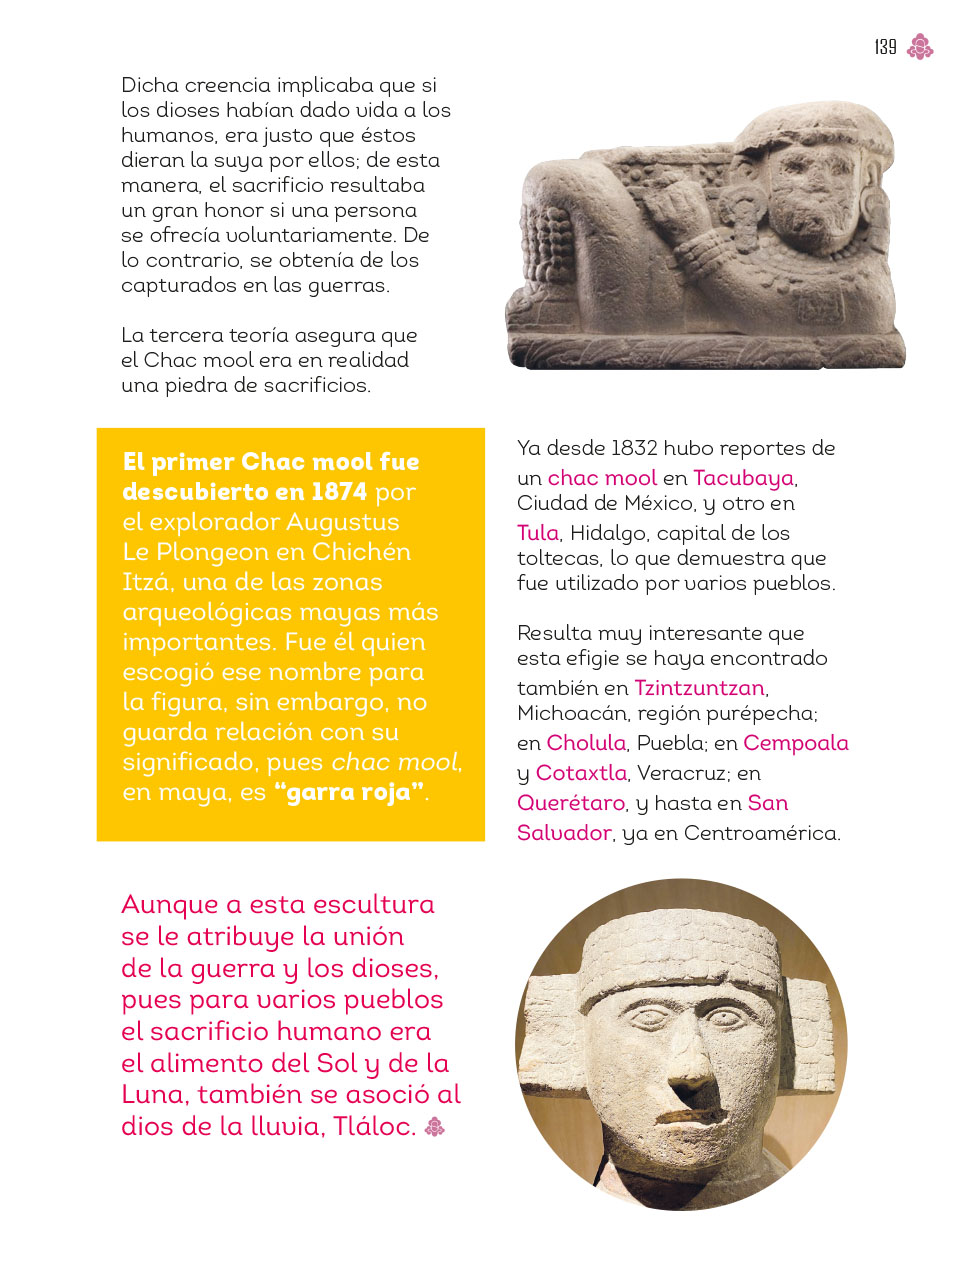 139
Dicha creencia implicaba que si
los dioses habían dado vida a los
humanos, era justo que éstos
dieran la suya por ellos; de esta
manera, el sacrificio resultaba
un gran honor si una persona
se ofrecía voluntariamente. De
lo contrario, se obtenía de los
capturados en las guerras.
La tercera teoría asegura que
el Chac mool era en realidad
una piedra de sacrificios.
El primer Chac mool fue
descubierto en 1874 por
el explorador Augustus
Le Plongeon en Chichén
Itzá, una de las zonas
arqueológicas mayas más
importantes. Fue él quien
escogió ese nombre para
la figura, sin embargo, no
guarda relación con su
significado, pues chac mool,
en maya, es “garra roja”.
Aunque a esta escultura
se le atribuye la unión
de la guerra y los dioses,
pues para varios pueblos
el sacrificio humano era
el alimento del Sol y de la
Luna, también se asoció al
dios de la lluvia, Tláloc.
Ya desde 1832 hubo reportes de
un chac mool en Tacubaya,
Ciudad de México, y otro en
Tula, Hidalgo, capital de los
toltecas, lo que demuestra que
fue utilizado por varios pueblos.
Resulta muy interesante que
esta efigie se haya encontrado
también en Tzintzuntzan,
Michoacán, región purépecha;
en Cholula, Puebla; en Cempoala
y Cotaxtla, Veracruz; en
Querétaro, y hasta en San
Salvador, ya en Centroamérica.